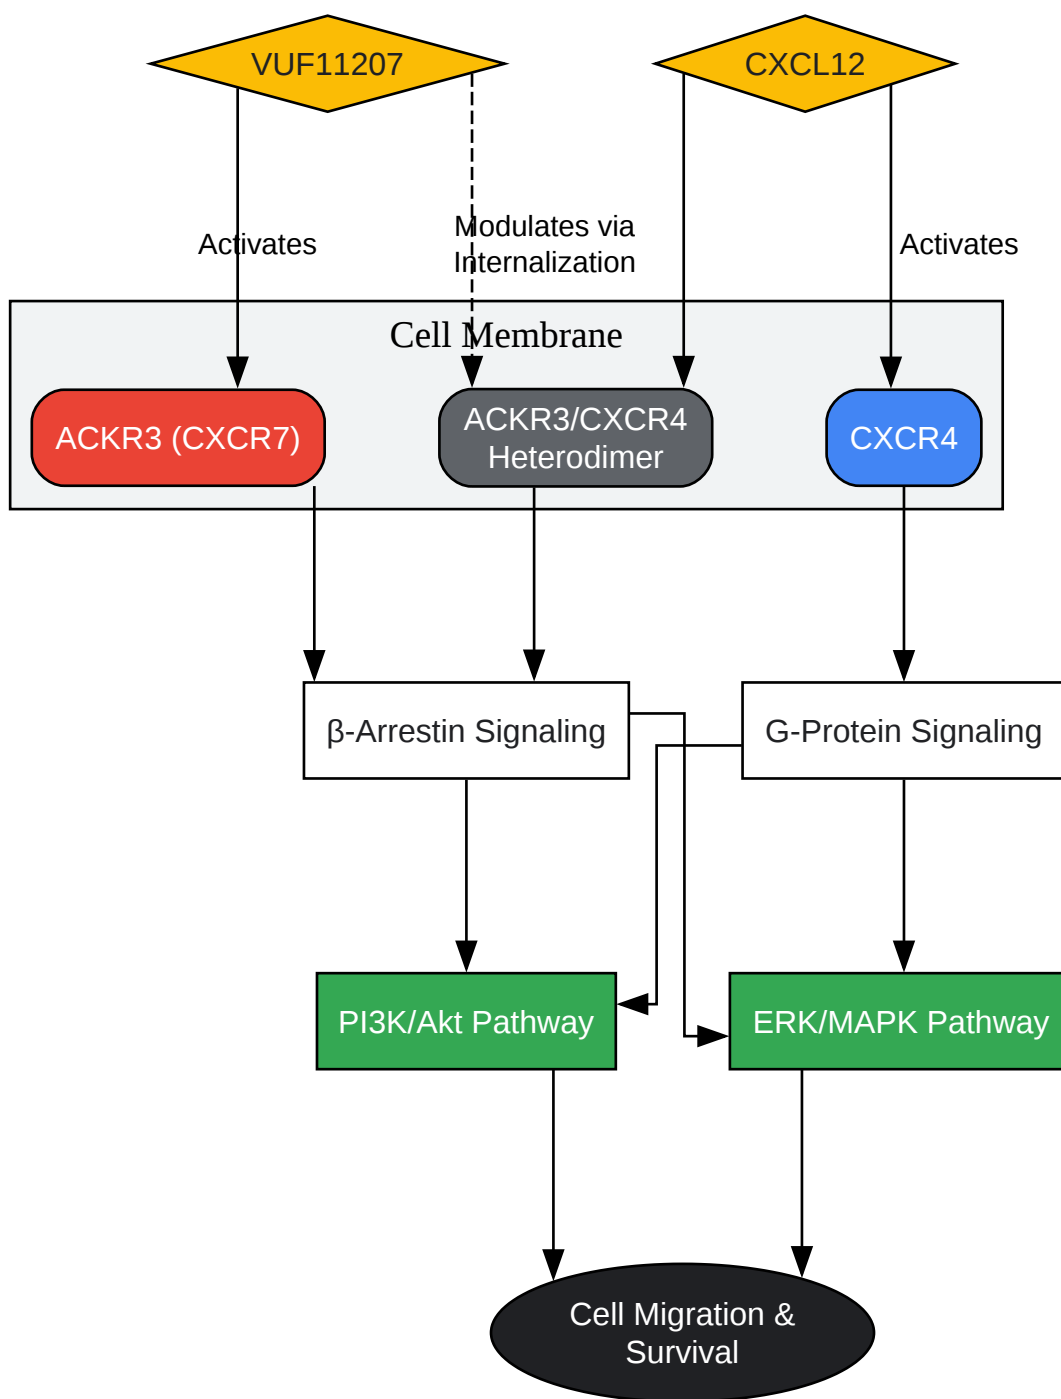 VUF11207
CXCL12
Activates
Modulates via
Internalization
Activates
Cell Membrane
ACKR3 (CXCR7)
ACKR3/CXCR4
Heterodimer
CXCR4
β-Arrestin Signaling
G-Protein Signaling
PI3K/Akt Pathway
ERK/MAPK Pathway
Cell Migration &
Survival